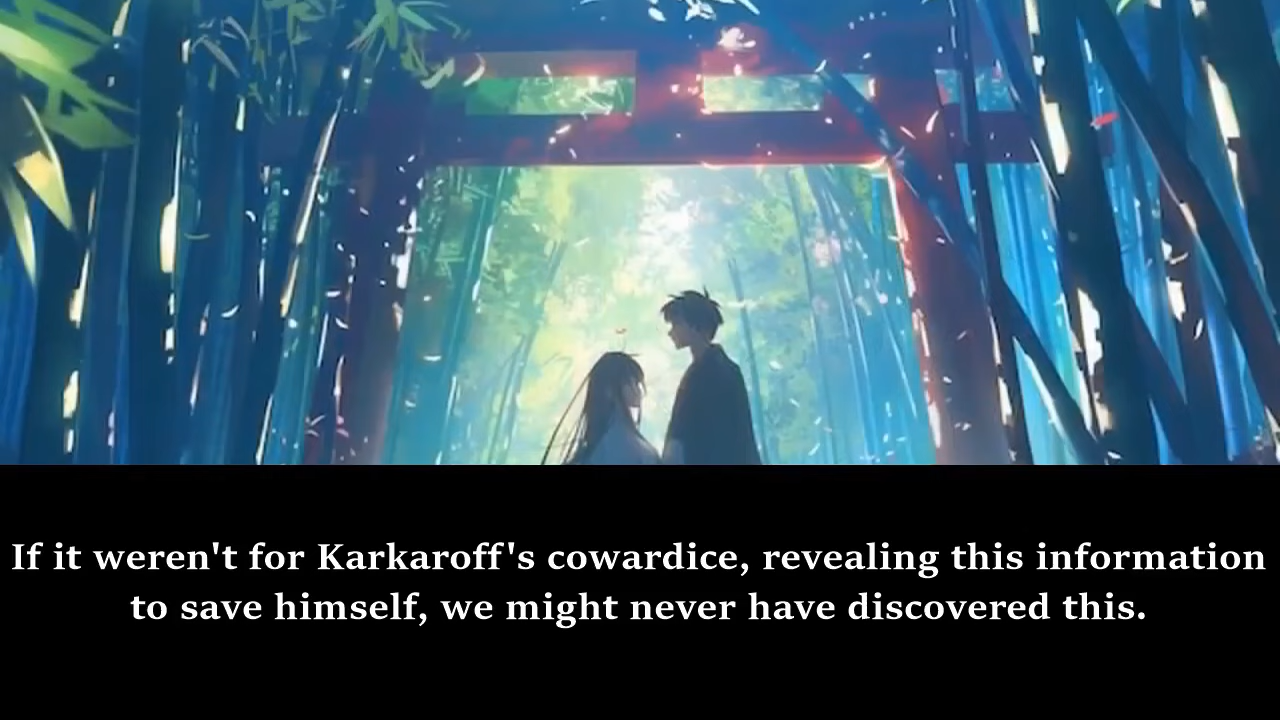 If it weren't for Karkaroff's cowardice, revealing this information
to save himself, we might never have discovered this.